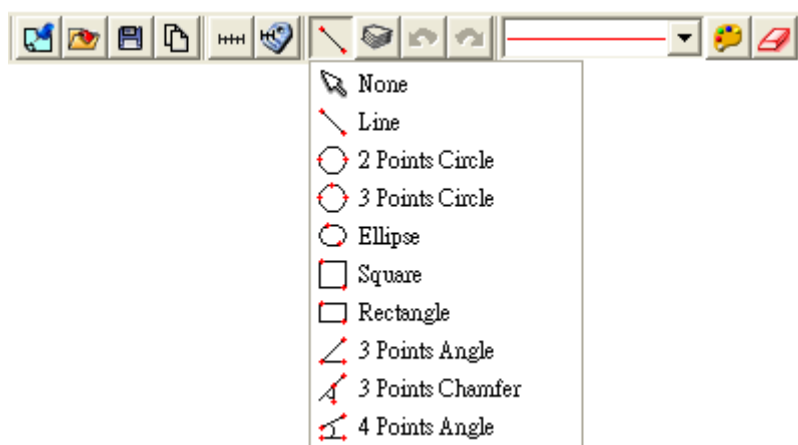 None
Line
2 Points Circle
3 Points Circle
Ellipse
Square
Rectangle
3 Points Angle
3 Points Chamfer
4 Points Angle